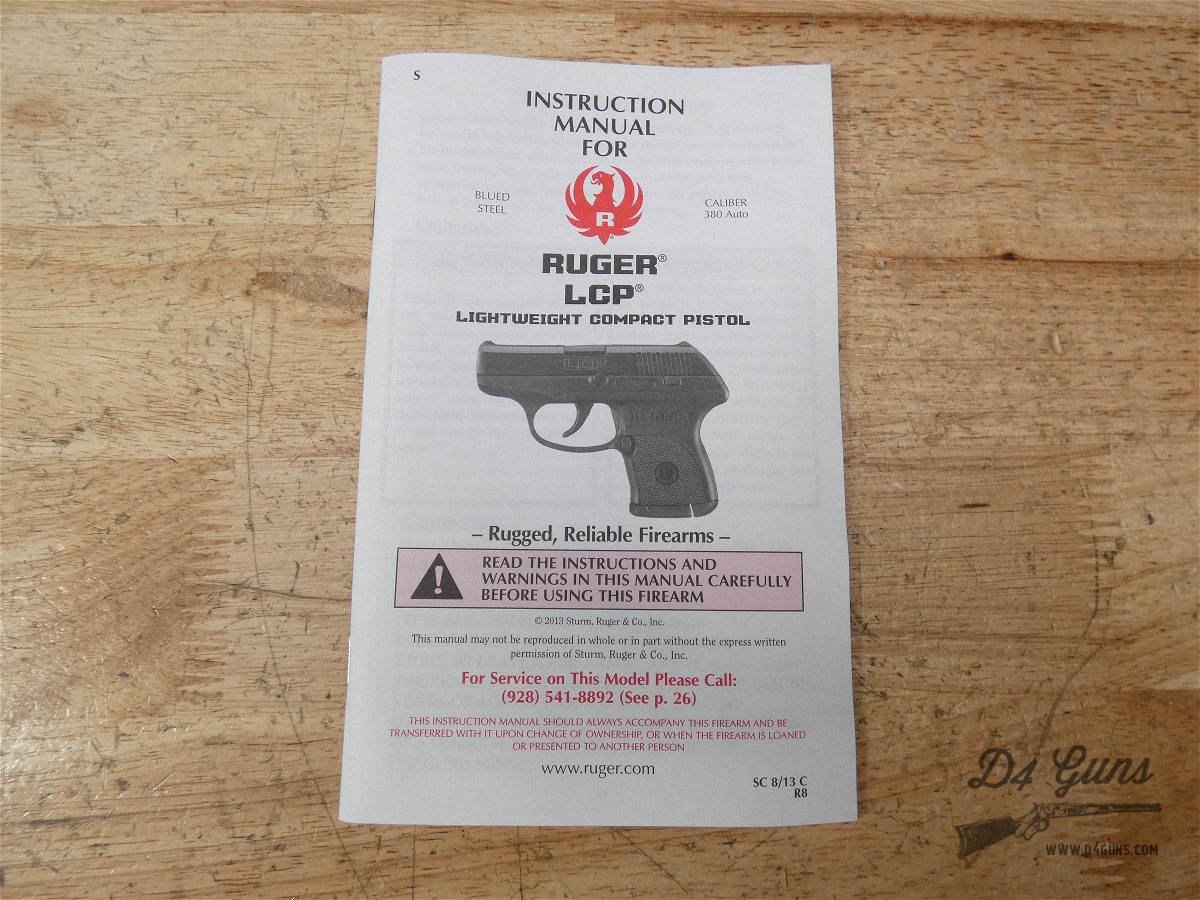 S
INSTRUCTION
MANUAL
FOR
BLUED
STEEL
CALIBER
380 Auto
R
RUGER®
LCP®
LIGHTWEIGHT COMPACT PISTOL
LCP
RUGER
– Rugged, Reliable Firearms –
READ THE INSTRUCTIONS AND
WARNINGS IN THIS MANUAL CAREFULLY
BEFORE USING THIS FIREARM
© 2013 Sturm, Ruger & Co., Inc.
This manual may not be reproduced in whole or in part without the express written
permission of Sturm, Ruger & Co., Inc.
For Service on This Model Please Call:
(928) 541-8892 (See p. 26)
THIS INSTRUCTION MANUAL SHOULD ALWAYS ACCOMPANY THIS FIREARM AND BE
TRANSFERRED WITH IT UPON CHANGE OF OWNERSHIP, OR WHEN THE FIREARM IS LOANED
OR PRESENTED TO ANOTHER PERSON
www.ruger.com
SC 8/13 C
R8
D4 Guns
WWW.D4GUNS.COM